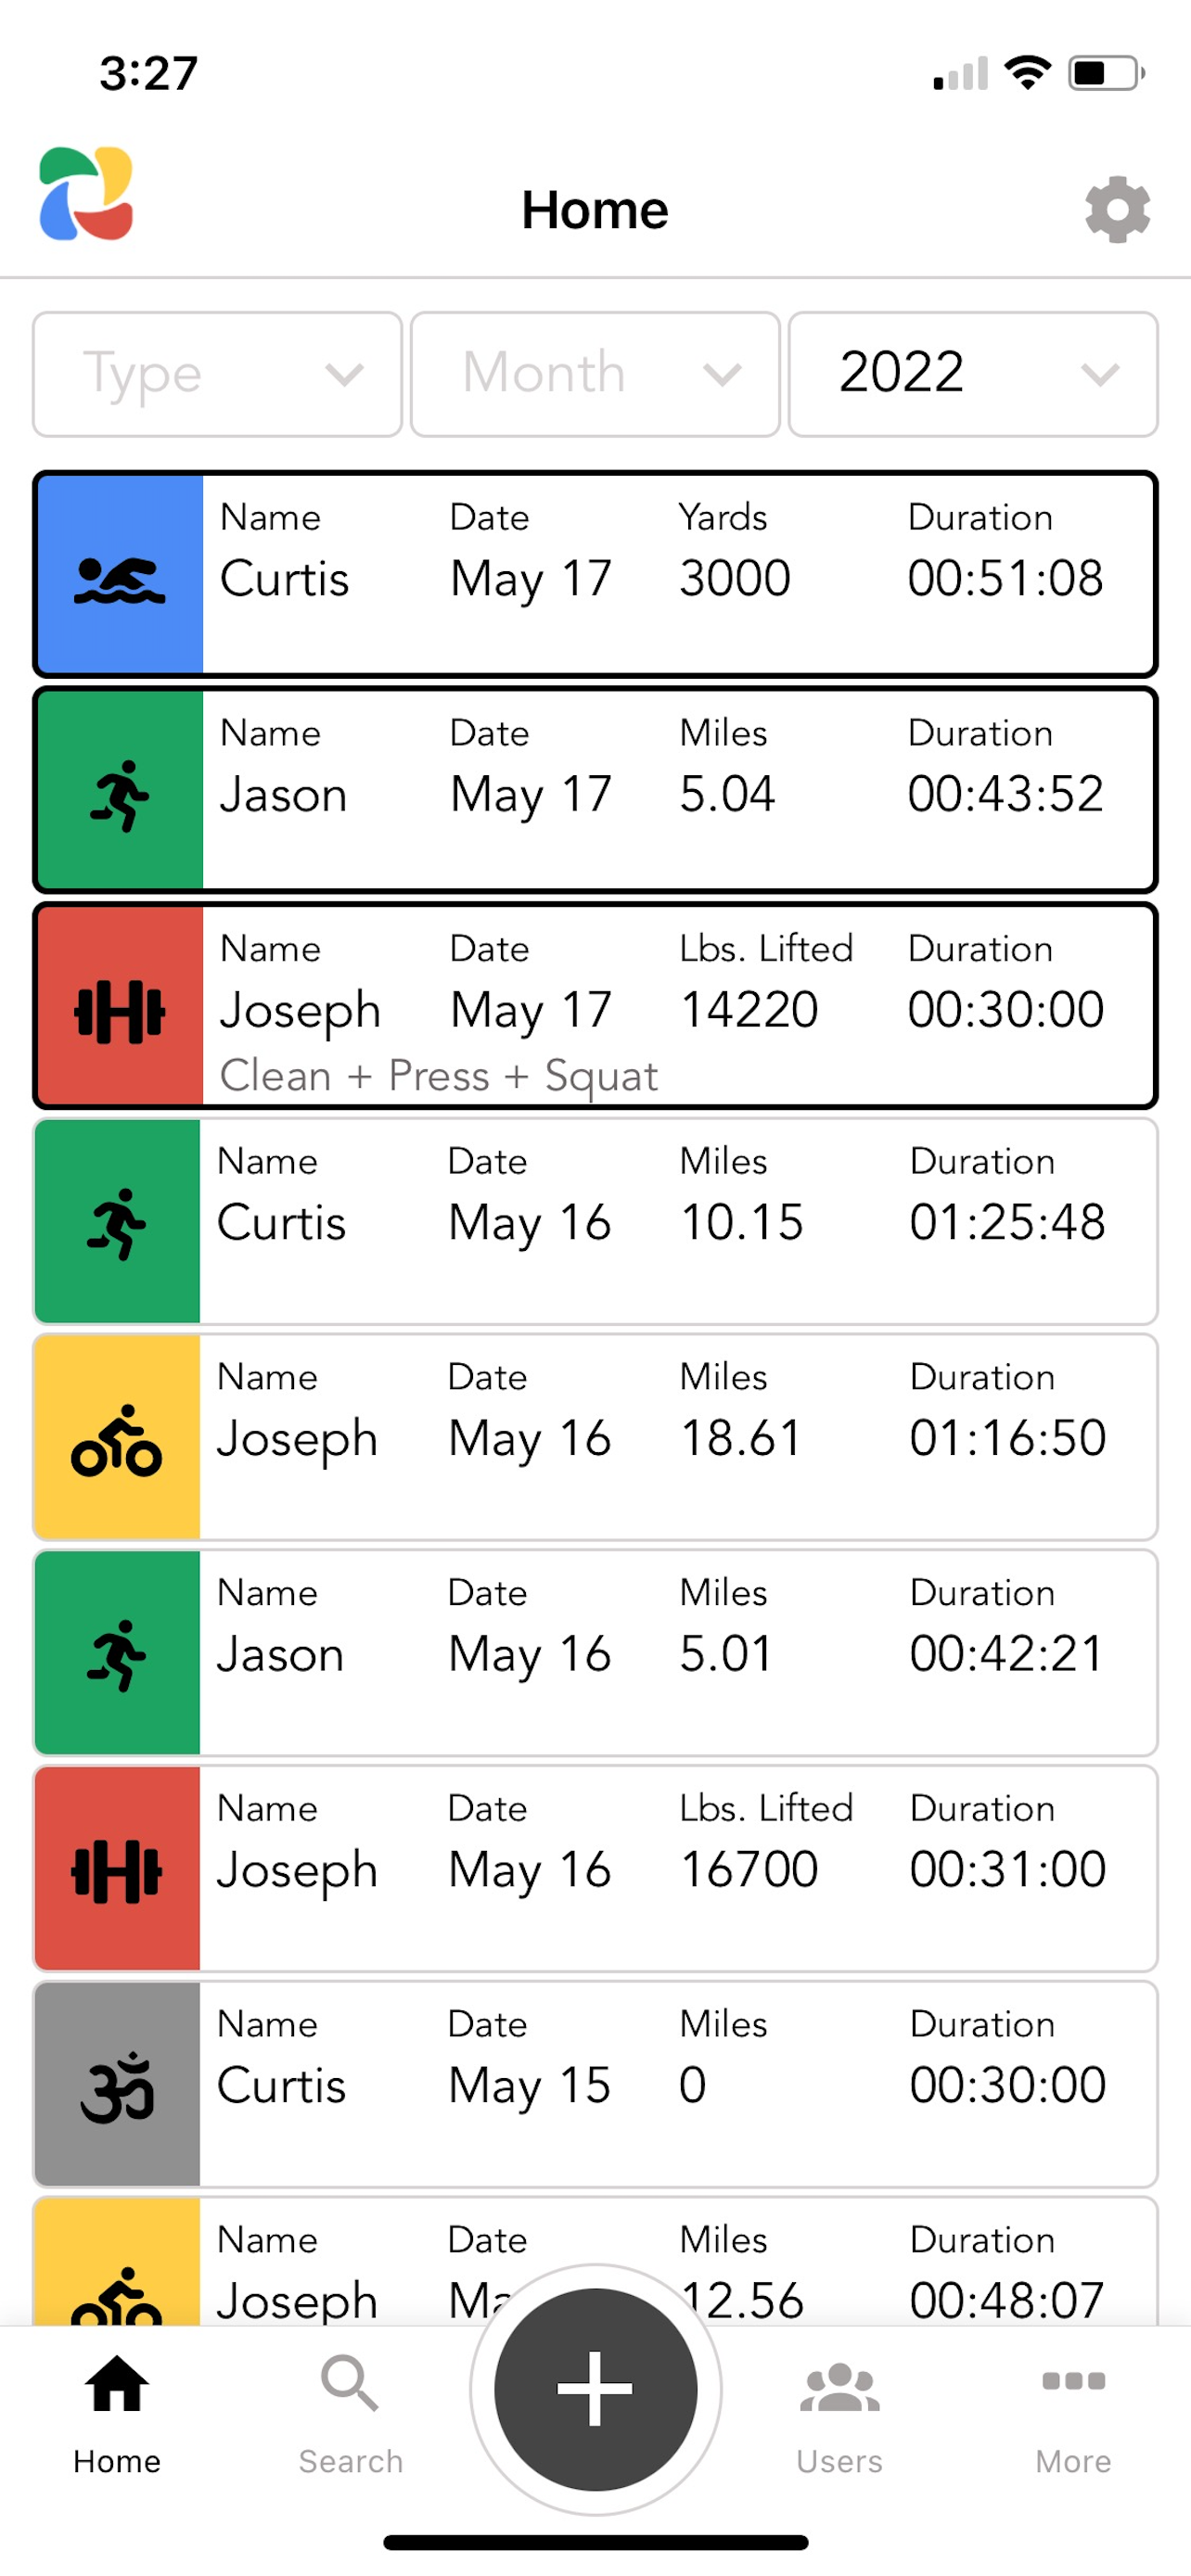 3:27
Home
Type Month 2022
Name Date Yards Duration
Curtis May 17 3000 00:51:08
Name Date Miles Duration
Jason May 17 5.04 00:43:52
Name Date Lbs. Lifted Duration
Joseph May 17 14220 00:30:00
Clean + Press + Squat
Name Date Miles Duration
Curtis May 16 10.15 01:25:48
Name Date Miles Duration
Joseph May 16 18.61 01:16:50
Name Date Miles Duration
Jason May 16 5.01 00:42:21
Name Date Lbs. Lifted Duration
Joseph May 16 16700 00:31:00
ॐ
Name Date Miles Duration
Curtis May 15 0 00:30:00
Name Date Miles Duration
Joseph 12.56 00:48:07
Home Search Users More